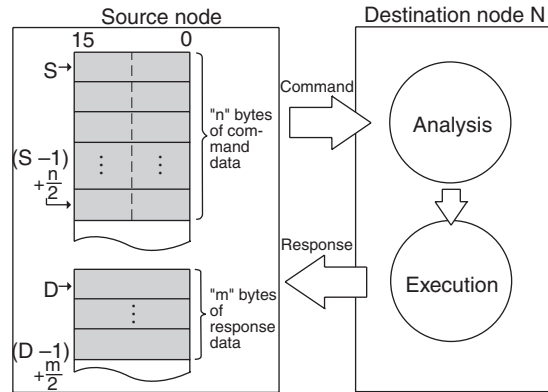 Source node
Destination node N
15 0
S
"n" bytes
of com-
mand
data
(S –1)
+ n/2
Command
Analysis
Response
Execution
D
"m" bytes
of
response
data
(D –1)
+ m/2